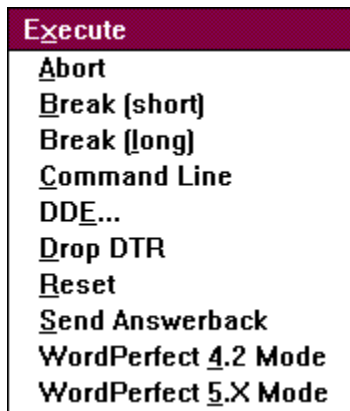 Execute
Abort
Break (short)
Break (long)
Command Line
DDE...
Drop DTR
Reset
Send Answerback
WordPerfect 4.2 Mode
WordPerfect 5.X Mode